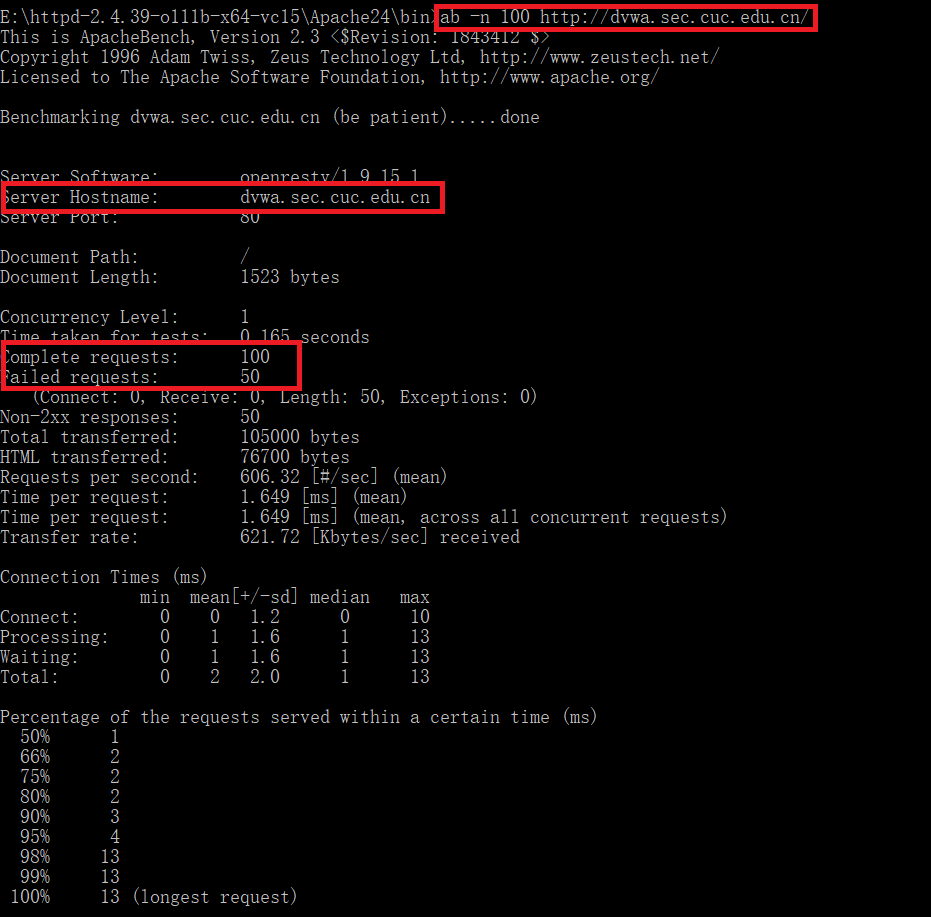 E:\httpd-2.4.39-o111b-x64-vc15\Apache24\bin>ab -n 100 http://dvwa.sec.cuc.edu.cn/
This is ApacheBench, Version 2.3 <$Revision: 1843412 $>
Copyright 1996 Adam Twiss, Zeus Technology Ltd, http://www.zeustech.net/
Licensed to The Apache Software Foundation, http://www.apache.org/
Benchmarking dvwa.sec.cuc.edu.cn (be patient).....done
Server Software: openresty/1.9.15.1
Server Hostname: dvwa.sec.cuc.edu.cn
Server Port: 80
Document Path: /
Document Length: 1523 bytes
Concurrency Level: 1
Time taken for tests: 0.165 seconds
Complete requests: 100
Failed requests: 50
(Connect: 0, Receive: 0, Length: 50, Exceptions: 0)
Non-2xx responses: 50
Total transferred: 105000 bytes
HTML transferred: 76700 bytes
Requests per second: 606.32 [#/sec] (mean)
Time per request: 1.649 [ms] (mean)
Time per request: 1.649 [ms] (mean, across all concurrent requests)
Transfer rate: 621.72 [Kbytes/sec] received
Connection Times (ms)
min mean[+/-sd] median max
Connect: 0 0 1.2 0 10
Processing: 0 1 1.6 1 13
Waiting: 0 1 1.6 1 13
Total: 0 2 2.0 1 13
Percentage of the requests served within a certain time (ms)
50% 1
66% 2
75% 2
80% 2
90% 3
95% 4
98% 13
99% 13
100% 13 (longest request)